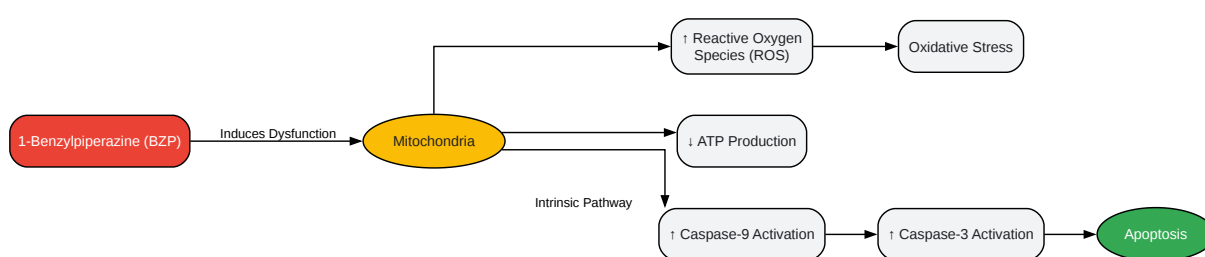 ↑ Reactive Oxygen
Species (ROS)
Oxidative Stress
1-Benzylpiperazine (BZP)
Induces Dysfunction
Mitochondria
↓ ATP Production
Intrinsic Pathway
↑ Caspase-9 Activation
↑ Caspase-3 Activation
Apoptosis